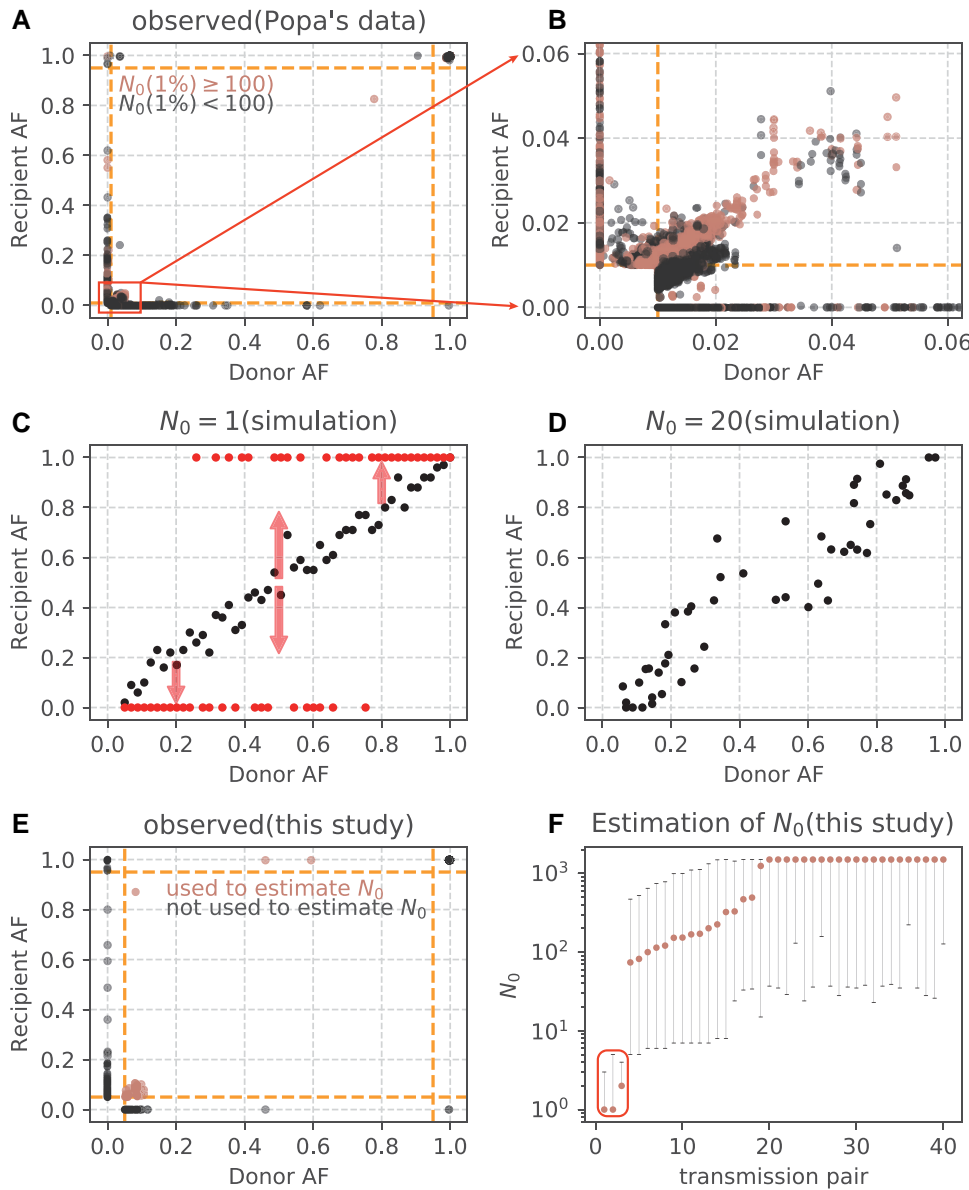 A
observed(Popa's data)
1.0
0.8
0.6
0.4
0.2
0.0
Recipient AF
N₀(1%) ≥ 100)
N₀(1%) < 100)
0.0 0.2 0.4 0.6 0.8 1.0
Donor AF
B
0.06
0.04
0.02
0.00
Recipient AF
0.00 0.02 0.04 0.06
Donor AF
C
N₀ = 1(simulation)
1.0
0.8
0.6
0.4
0.2
0.0
Recipient AF
0.0 0.2 0.4 0.6 0.8 1.0
Donor AF
D
N₀ = 20(simulation)
1.0
0.8
0.6
0.4
0.2
0.0
Recipient AF
0.0 0.2 0.4 0.6 0.8 1.0
Donor AF
E
observed(this study)
1.0
0.8
0.6
0.4
0.2
0.0
Recipient AF
used to estimate N₀
not used to estimate N₀
0.0 0.2 0.4 0.6 0.8 1.0
Donor AF
F
Estimation of N₀(this study)
10³
10²
10¹
10⁰
N₀
0 10 20 30 40
transmission pair